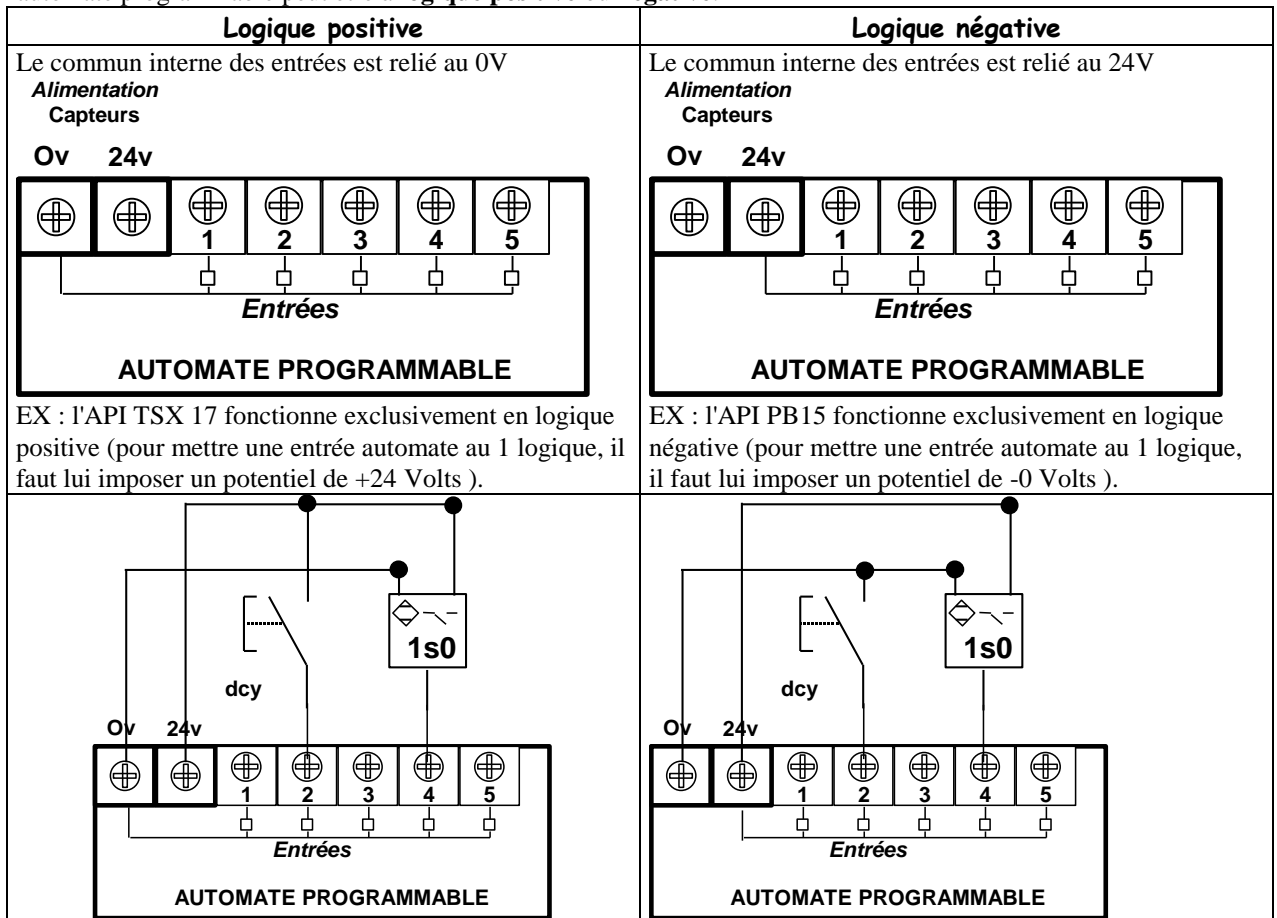 Logique positive
Le commun interne des entrées est relié au 0V
Alimentation
Capteurs
Ov 24v
1 2 3 4 5
Entrées
AUTOMATE PROGRAMMABLE
EX : l'API TSX 17 fonctionne exclusivement en logique
positive (pour mettre une entrée automate au 1 logique, il
faut lui imposer un potentiel de +24 Volts ).
Logique négative
Le commun interne des entrées est relié au 24V
Alimentation
Capteurs
Ov 24v
1 2 3 4 5
Entrées
AUTOMATE PROGRAMMABLE
EX : l'API PB15 fonctionne exclusivement en logique
négative (pour mettre une entrée automate au 1 logique,
il faut lui imposer un potentiel de -0 Volts ).
1s0
dcy
Ov 24v
1 2 3 4 5
Entrées
AUTOMATE PROGRAMMABLE
1s0
dcy
Ov 24v
1 2 3 4 5
Entrées
AUTOMATE PROGRAMMABLE